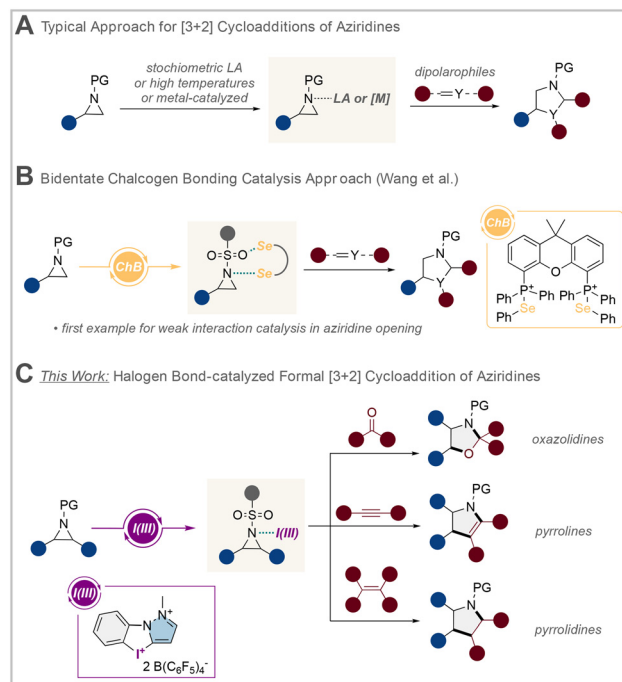 A Typical Approach for [3+2] Cycloadditions of Aziridines
stochiometric LA
or high temperatures
or metal-catalyzed
PG
N
PG
N
LA or [M]
dipolarophiles
=Y
PG
N
Y
B Bidentate Chalcogen Bonding Catalysis Approach (Wang et al.)
PG
N
ChB
O=S=O
N
Se
Se
=Y
PG
N
Y
ChB
O
Ph
P+
Ph
Se
Ph
Ph
P+
Ph
Se
Ph
• first example for weak interaction catalysis in aziridine opening
C This Work: Halogen Bond-catalyzed Formal [3+2] Cycloaddition of Aziridines
PG
N
I(III)
O=S=O
N
I(III)
O
PG
N
O
oxazolidines
PG
N
pyrrolines
PG
N
pyrrolidines
I(III)
N
N+
I+
2 B(C6F5)4-